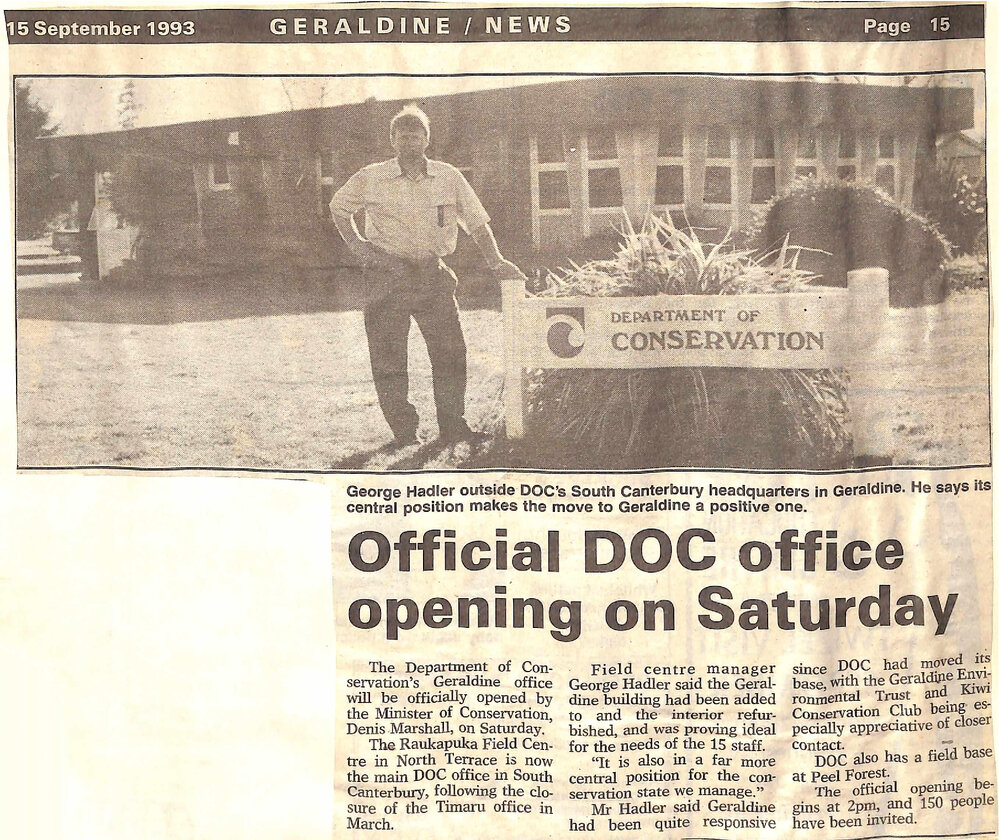 15 September 1993
GERALDINE / NEWS
Page 15
DEPARTMENT OF
CONSERVATION
George Hadler outside DOC's South Canterbury headquarters in Geraldine. He says its
central position makes the move to Geraldine a positive one.
Official DOC office
opening on Saturday
The Department of Con-
servation's Geraldine office
will be officially opened by
the Minister of Conservation,
Denis Marshall, on Saturday.
The Raukapuka Field Cen-
tre in North Terrace is now
the main DOC office in South
Canterbury, following the clo-
sure of the Timaru office in
March.
Field centre manager
George Hadler said the Geral-
dine building had been added
to and the interior refur-
bished, and was proving ideal
for the needs of the 15 staff.
"It is also in a far more
central position for the con-
servation state we manage."
Mr Hadler said Geraldine
had been quite responsive
since DOC had moved its
base, with the Geraldine Envi-
ronmental Trust and Kiwi
Conservation Club being es-
pecially appreciative of closer
contact.
DOC also has a field base
at Peel Forest.
The official opening be-
gins at 2pm, and 150 people
have been invited.